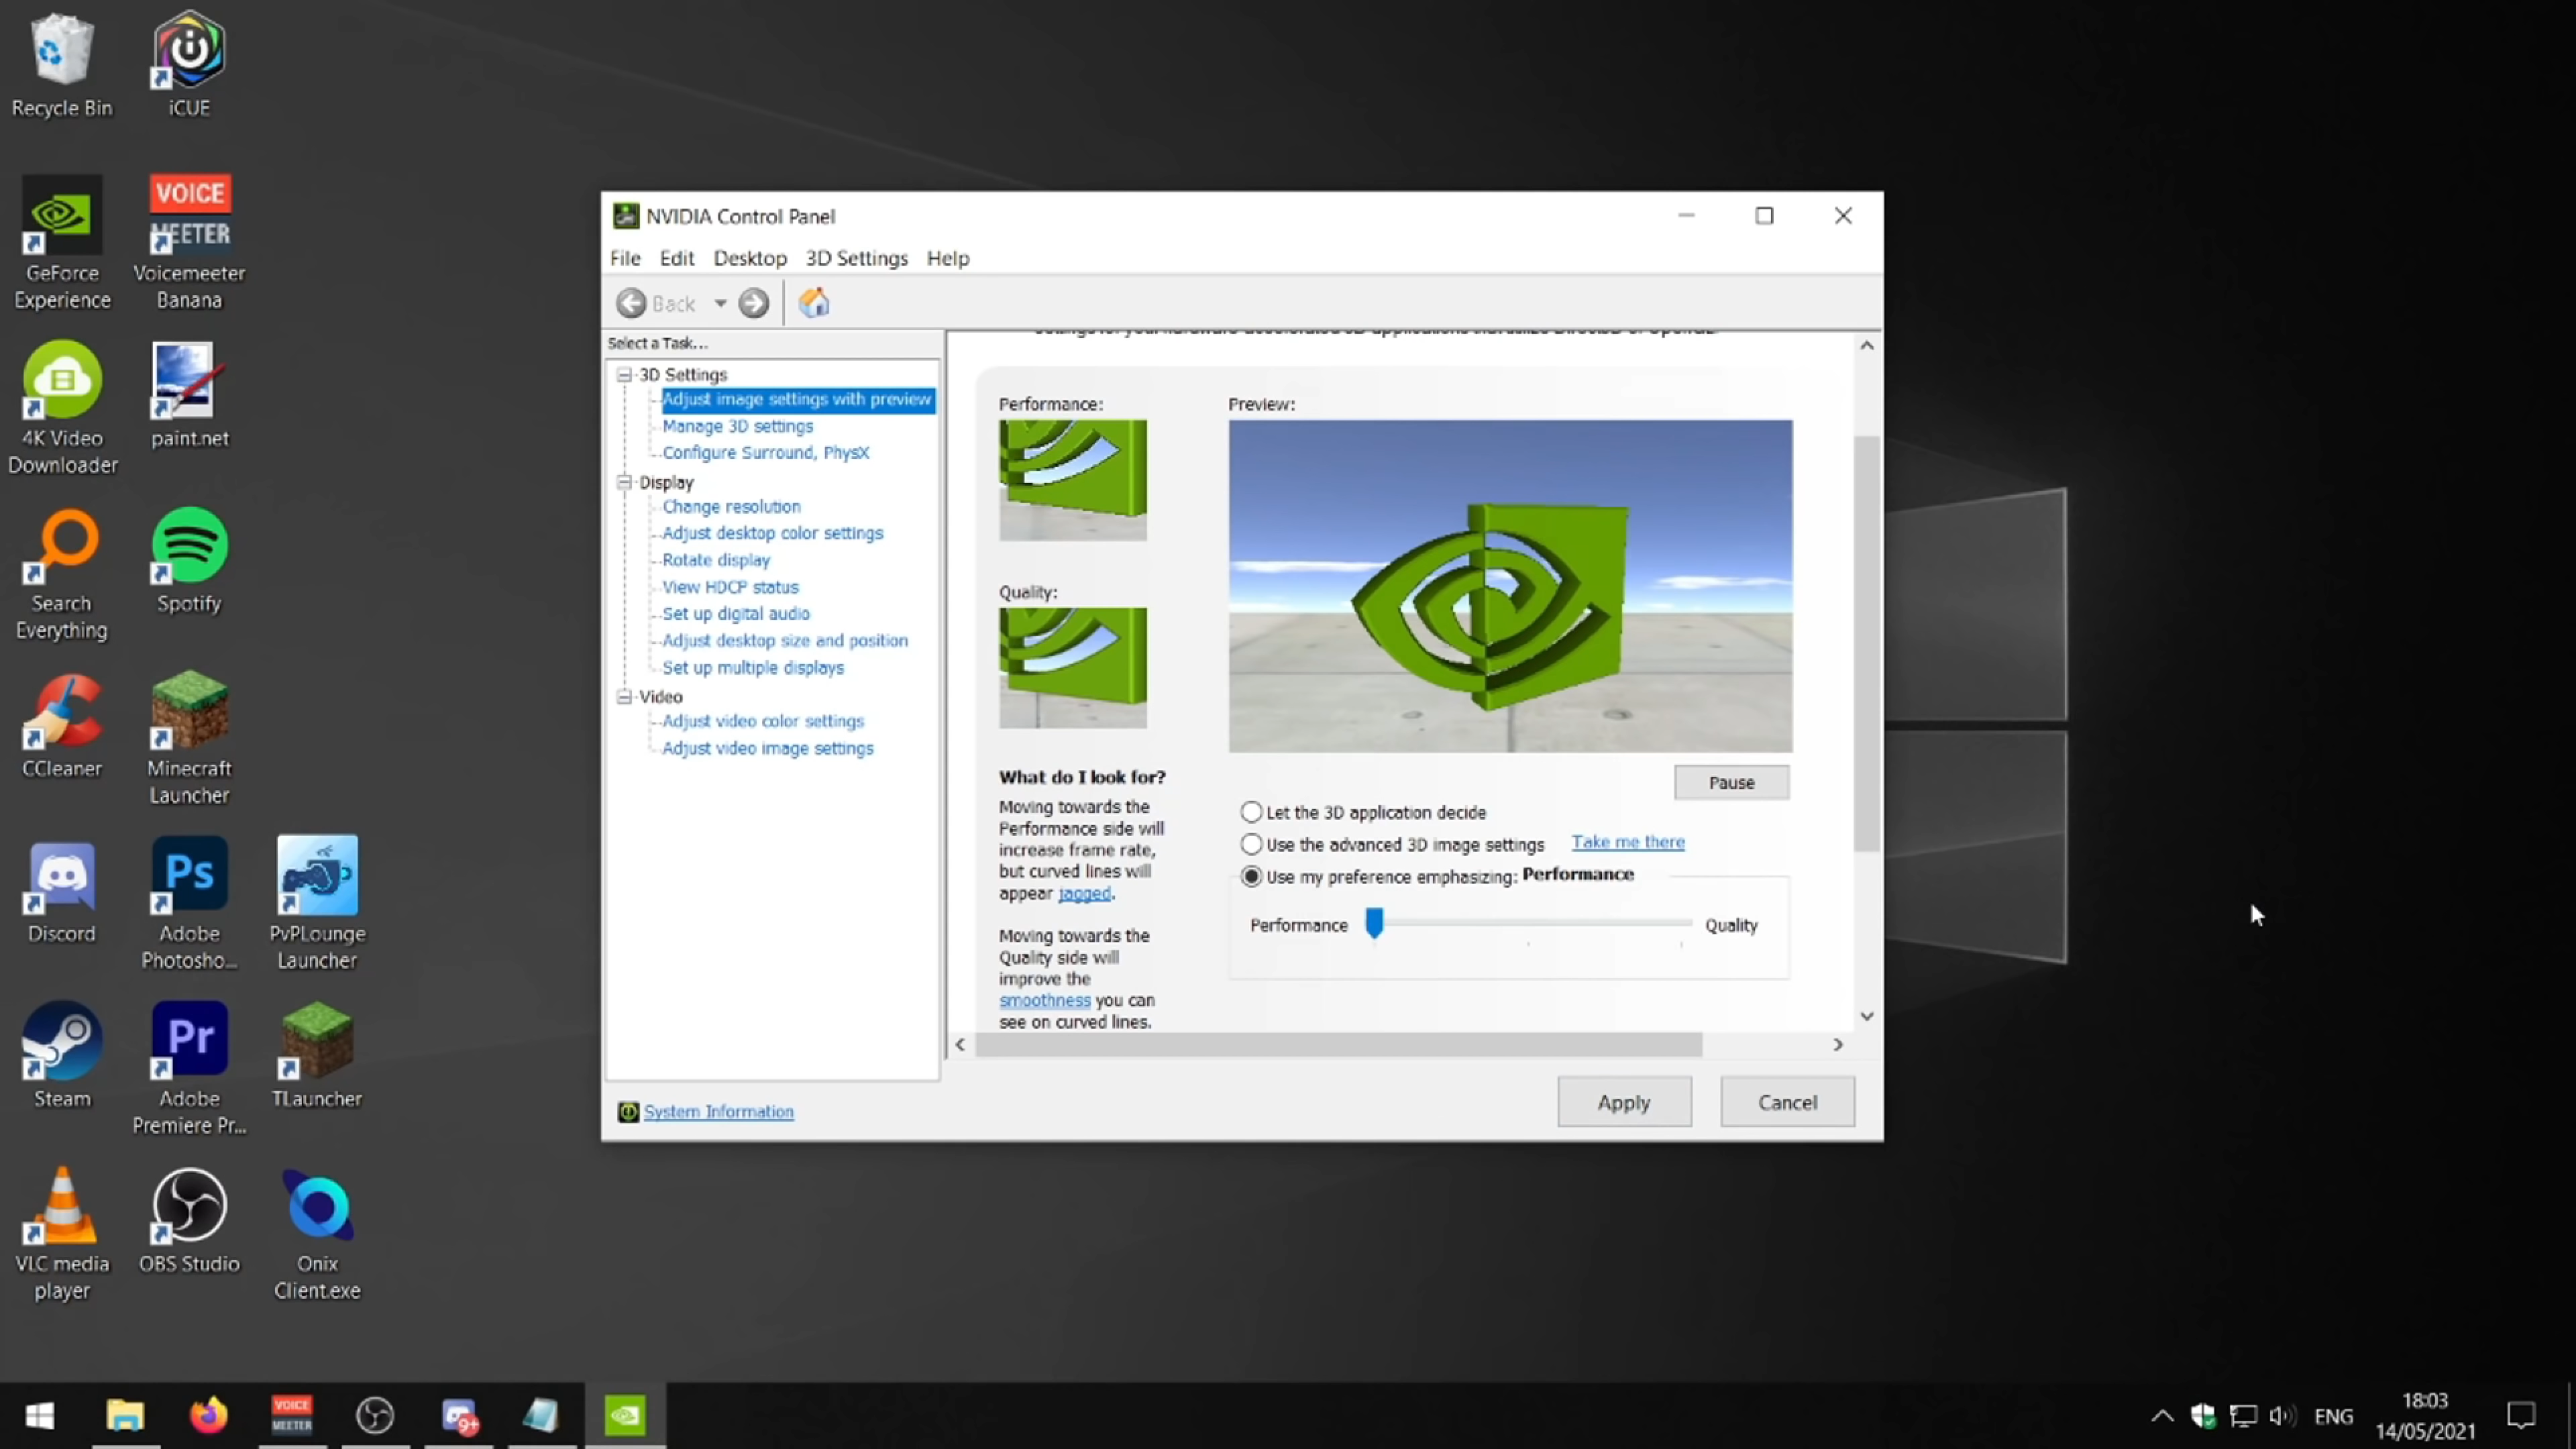 Recycle Bin
iCUE
GeForce
Experience
VOICE
MEETER
Voicemeeter
Banana
4K Video
Downloader
paint.net
Search
Everything
Spotify
CCleaner
Minecraft
Launcher
Discord
Ps
Adobe
Photosho...
PvPLounge
Launcher
Steam
Pr
Adobe
Premiere Pr...
TLauncher
VLC media
player
OBS Studio
Onix
Client.exe
NVIDIA Control Panel
File Edit Desktop 3D Settings Help
Back
Select a Task...
3D Settings
Adjust image settings with preview
Manage 3D settings
Configure Surround, PhysX
Display
Change resolution
Adjust desktop color settings
Rotate display
View HDCP status
Set up digital audio
Adjust desktop size and position
Set up multiple displays
Video
Adjust video color settings
Adjust video image settings
System Information
Performance:
Preview:
Quality:
What do I look for?
Moving towards the
Performance side will
increase frame rate,
but curved lines will
appear jagged.
Moving towards the
Quality side will
improve the
smoothness you can
see on curved lines.
Pause
Let the 3D application decide
Use the advanced 3D image settings Take me there
Use my preference emphasizing: Performance
Performance Quality
Apply Cancel
VOICE
MEETER
9+
ENG
18:03
14/05/2021